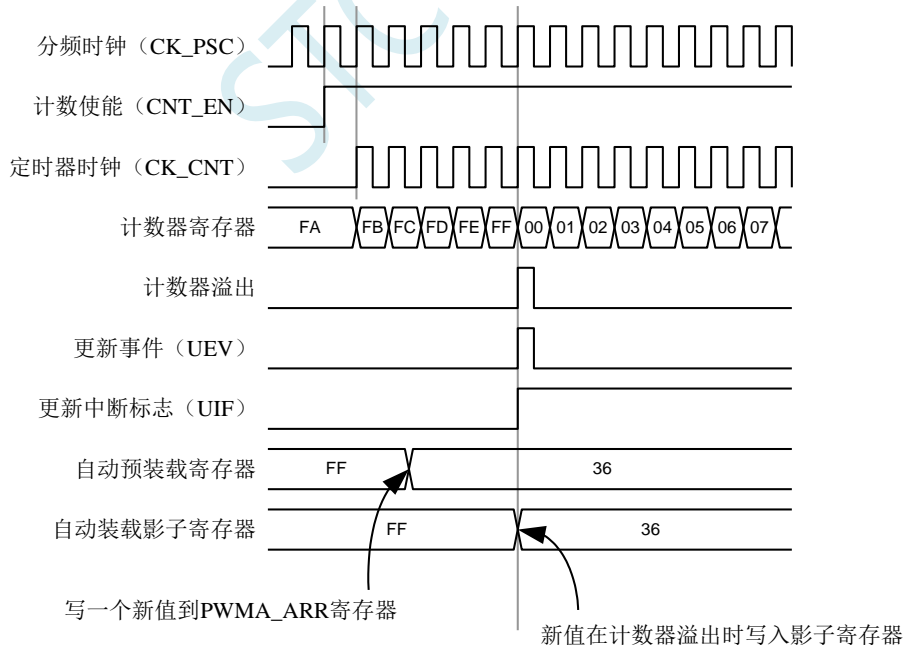 STC
分频时钟（CK_PSC）
计数使能（CNT_EN）
定时器时钟（CK_CNT）
计数器寄存器 FA FB FC FD FE FF 00 01 02 03 04 05 06 07
计数器溢出
更新事件（UEV）
更新中断标志（UIF）
自动预装载寄存器 FF 36
自动装载影子寄存器 FF 36
写一个新值到PWMA_ARR寄存器
新值在计数器溢出时写入影子寄存器